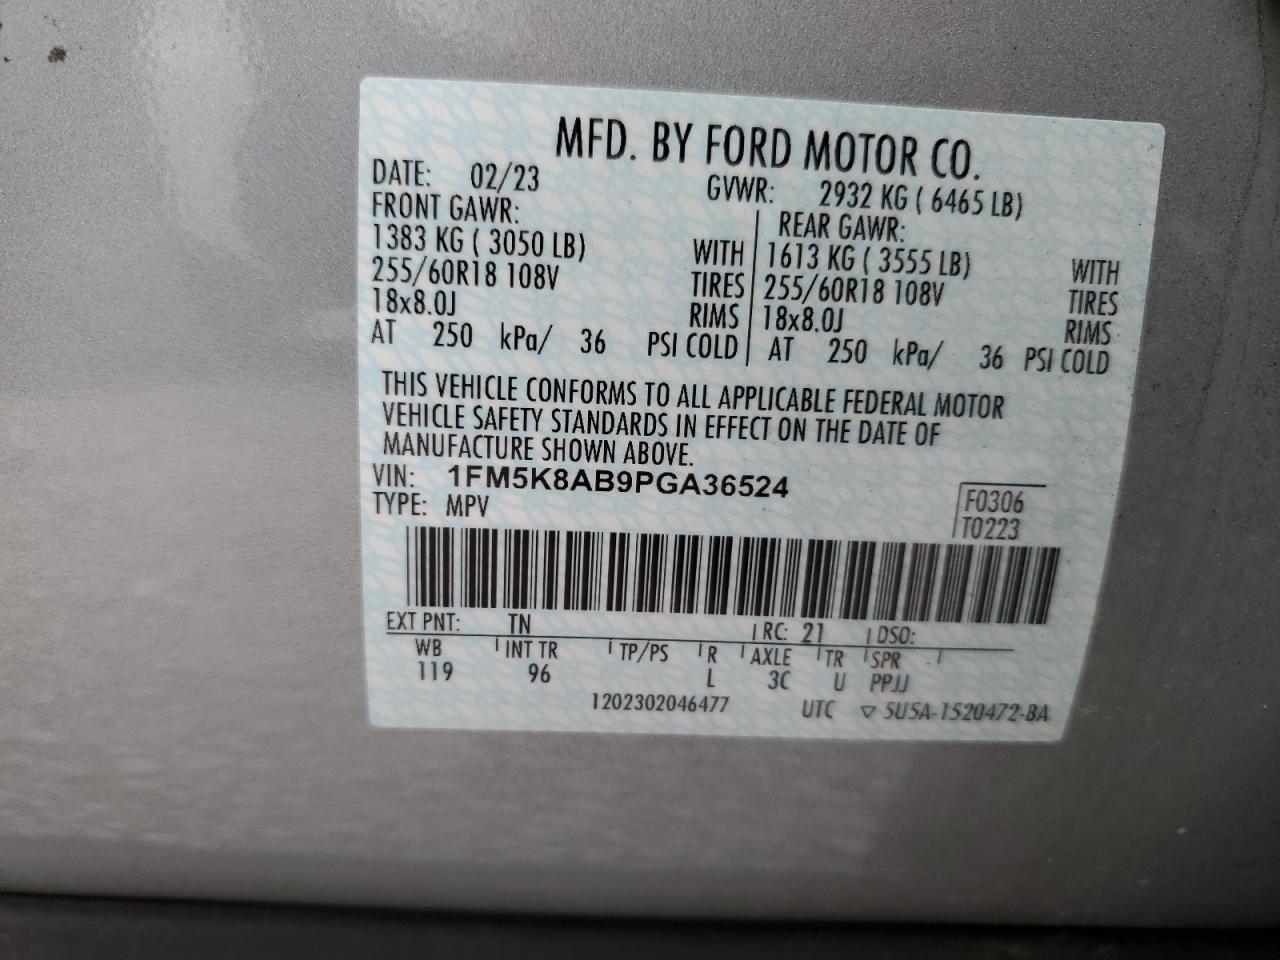 MFD. BY FORD MOTOR CO.
DATE: 02/23 GVWR: 2932 KG ( 6465 LB)
FRONT GAWR: REAR GAWR:
1383 KG ( 3050 LB) WITH 1613 KG ( 3555 LB) WITH
255/60R18 108V TIRES 255/60R18 108V TIRES
18x8.0J RIMS 18x8.0J RIMS
AT 250 kPa/ 36 PSI COLD AT 250 kPa/ 36 PSI COLD
THIS VEHICLE CONFORMS TO ALL APPLICABLE FEDERAL MOTOR
VEHICLE SAFETY STANDARDS IN EFFECT ON THE DATE OF
MANUFACTURE SHOWN ABOVE.
VIN: 1FM5K8AB9PGA36524
TYPE: MPV
F0306
T0223
EXT PNT: TN RC: 21 DSO:
WB INT TR TP/PS R AXLE TR SPR
119 96 L 3C U PPJJ
1202302046477 UTC ▽ 5U5A-1520472-BA